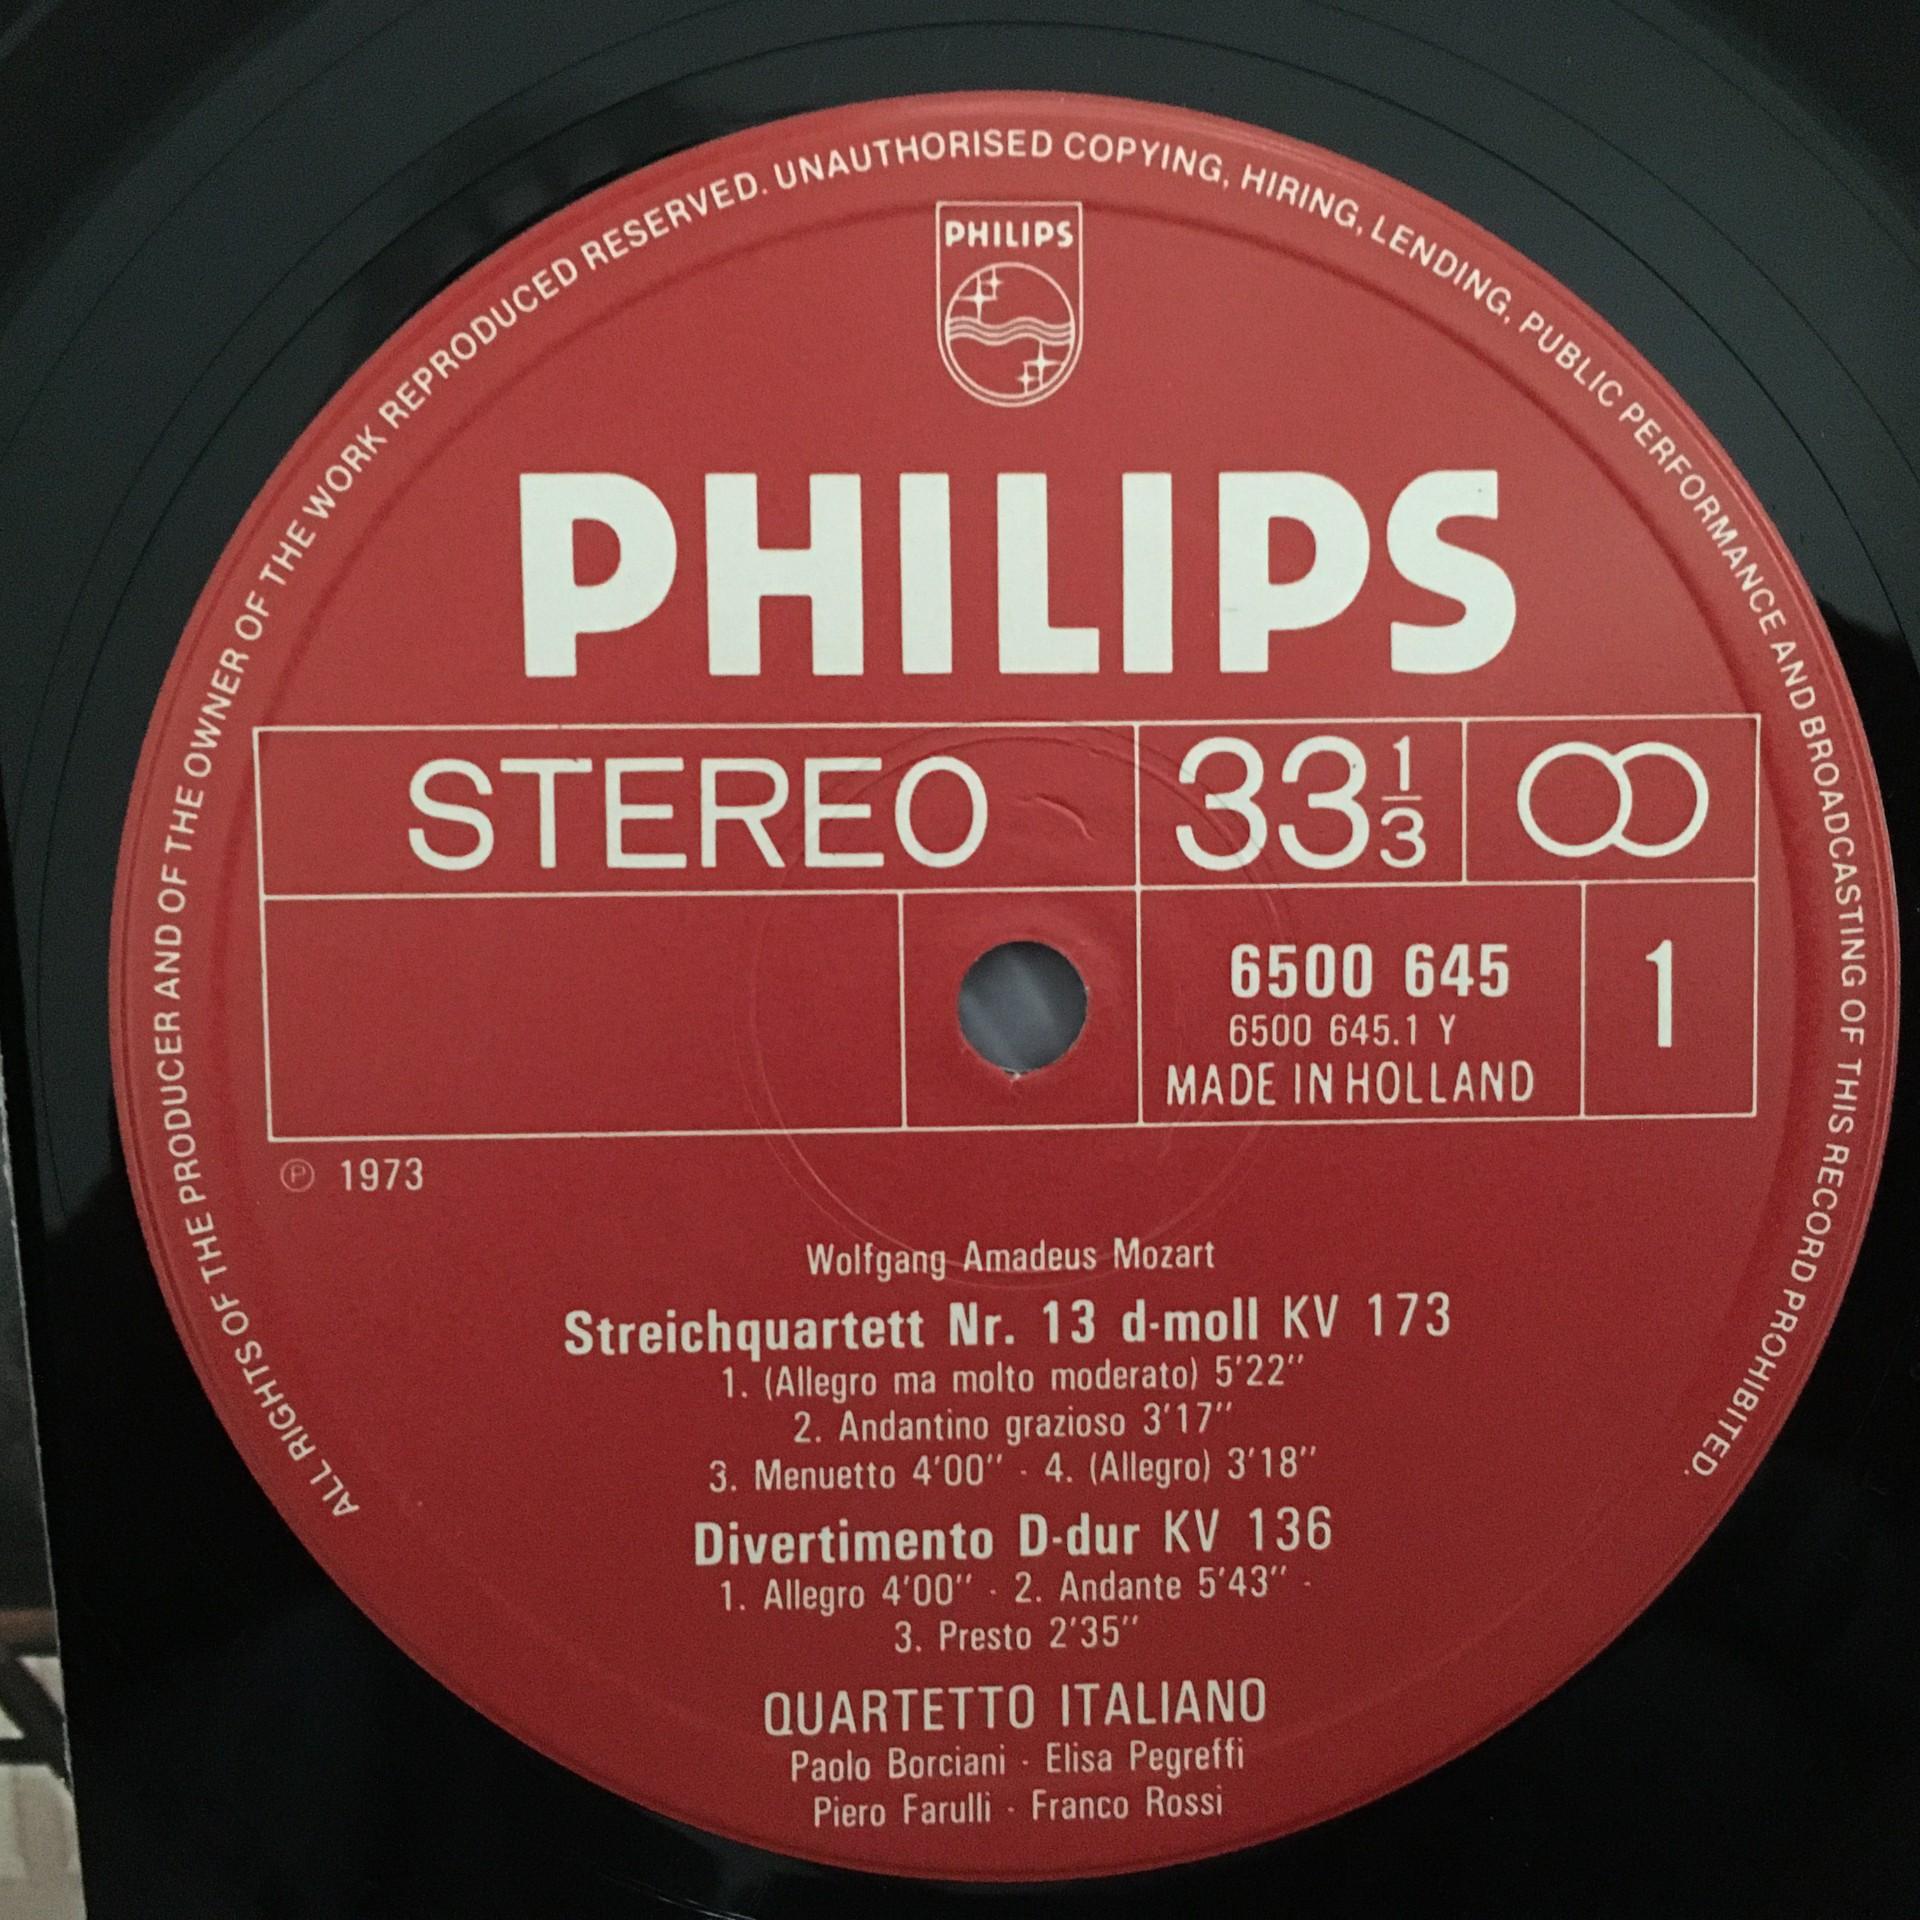 ALL RIGHTS OF THE PRODUCER AND OF THE OWNER OF THE WORK REPRODUCED RESERVED. UNAUTHORISED COPYING, HIRING, LENDING, PUBLIC PERFORMANCE AND BROADCASTING OF THIS RECORD PROHIBITED.
PHILIPS
PHILIPS
STEREO 33 1/3
6500 645 1
6500 645.1 Y
MADE IN HOLLAND
℗ 1973
Wolfgang Amadeus Mozart
Streichquartett Nr. 13 d-moll KV 173
1. (Allegro ma molto moderato) 5'22''
2. Andantino grazioso 3'17''
3. Menuetto 4'00'' · 4. (Allegro) 3'18''
Divertimento D-dur KV 136
1. Allegro 4'00'' · 2. Andante 5'43'' ·
3. Presto 2'35''
QUARTETTO ITALIANO
Paolo Borciani · Elisa Pegreffi
Piero Farulli · Franco Rossi